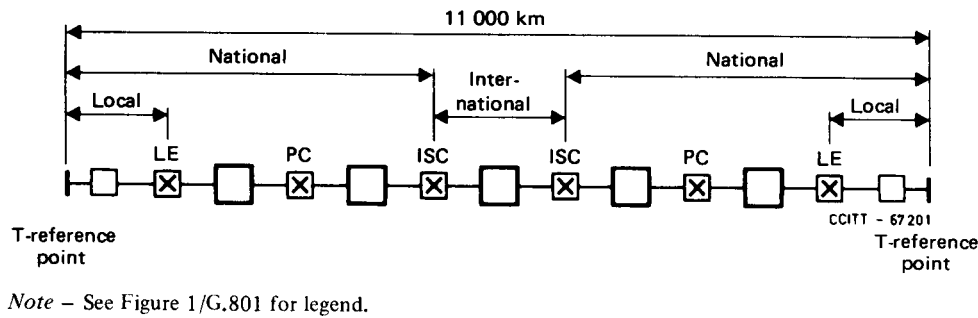 11 000 km
National
National
Inter-
national
Local
Local
LE
PC
ISC
ISC
PC
LE
CCITT - 67201
T-reference
point
T-reference
point
Note – See Figure 1/G.801 for legend.